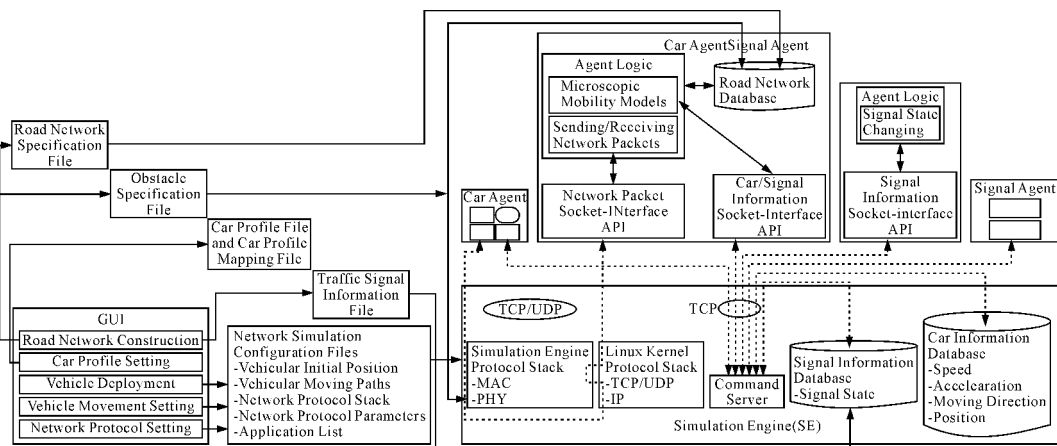 Car AgentSignal Agent
Agent Logic
Microscopic
Mobility Models
Sending/Receiving
Network Packets
Road Network
Database
Agent Logic
Signal State
Changing
Road Network
Specification
File
Obstacle
Specification
File
Car Profile File
and Car Profile
Mapping File
Traffic Signal
Information
File
Car Agent
Network Packet
Socket-INterface
API
Car/Signal
Information
Socket-Interface
API
Signal
Information
Socket-interface
API
Signal Agent
GUI
Road Network Construction
Car Profile Setting
Vehicle Deployment
Vehicle Movement Setting
Network Protocol Setting
Network Simulation
Configuration Files
-Vehicular Initial Position
-Vehicular Moving Paths
-Network Protocol Stack
-Network Protocol Parameters
-Application List
TCP/UDP
TCP
Simulation Engine
Protocol Stack
-MAC
-PHY
Linux Kernel
Protocol Stack
-TCP/UDP
-IP
Command
Server
Signal Information
Database
-Signal State
Car Information
Database
-Speed
-Accelearation
-Moving Direction
-Position
Simulation Engine(SE)